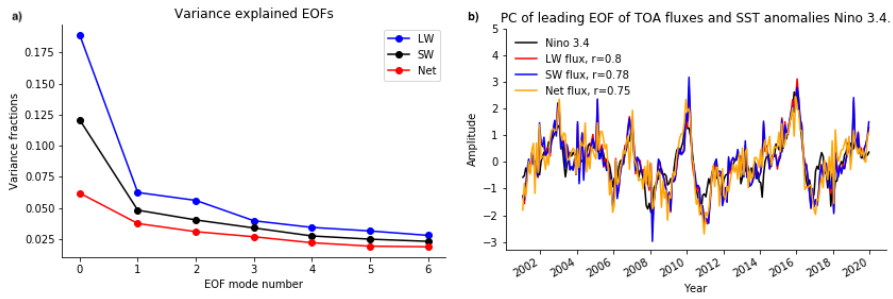 a)
Variance explained EOFs
Variance fractions
0.175
0.150
0.125
0.100
0.075
0.050
0.025
LW
SW
Net
0 1 2 3 4 5 6
EOF mode number
b)
PC of leading EOF of TOA fluxes and SST anomalies Nino 3.4.
Amplitude
5
4
3
2
1
0
−1
−2
−3
Nino 3.4
LW flux, r=0.8
SW flux, r=0.78
Net flux, r=0.75
2002 2004 2006 2008 2010 2012 2014 2016 2018 2020
Year